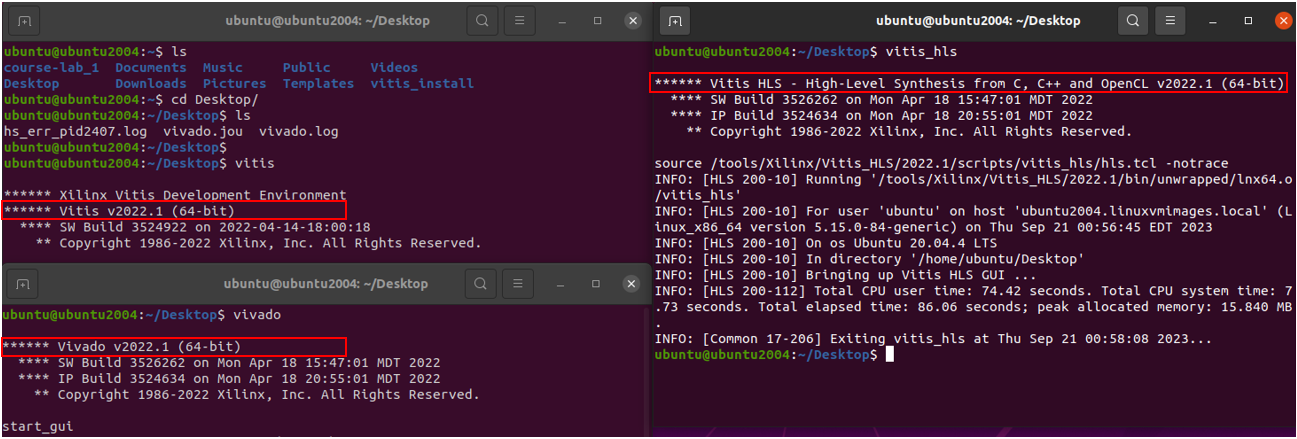 ubuntu@ubuntu2004: ~/Desktop
ubuntu@ubuntu2004:~$ ls
course-lab_1  Documents  Music     Public     Videos
Desktop       Downloads  Pictures  Templates  vitis_install
ubuntu@ubuntu2004:~$ cd Desktop/
ubuntu@ubuntu2004:~/Desktop$ ls
hs_err_pid2407.log  vivado.jou  vivado.log
ubuntu@ubuntu2004:~/Desktop$
ubuntu@ubuntu2004:~/Desktop$ vitis
****** Xilinx Vitis Development Environment
****** Vitis v2022.1 (64-bit)
  **** SW Build 3524922 on 2022-04-14-18:00:18
    ** Copyright 1986-2022 Xilinx, Inc. All Rights Reserved.
ubuntu@ubuntu2004: ~/Desktop
ubuntu@ubuntu2004:~/Desktop$ vivado
****** Vivado v2022.1 (64-bit)
  **** SW Build 3526262 on Mon Apr 18 15:47:01 MDT 2022
  **** IP Build 3524634 on Mon Apr 18 20:55:01 MDT 2022
    ** Copyright 1986-2022 Xilinx, Inc. All Rights Reserved.
start_gui
ubuntu@ubuntu2004: ~/Desktop
ubuntu@ubuntu2004:~/Desktop$ vitis_hls
****** Vitis HLS - High-Level Synthesis from C, C++ and OpenCL v2022.1 (64-bit)
  **** SW Build 3526262 on Mon Apr 18 15:47:01 MDT 2022
  **** IP Build 3524634 on Mon Apr 18 20:55:01 MDT 2022
    ** Copyright 1986-2022 Xilinx, Inc. All Rights Reserved.
source /tools/Xilinx/Vitis_HLS/2022.1/scripts/vitis_hls/hls.tcl -notrace
INFO: [HLS 200-10] Running '/tools/Xilinx/Vitis_HLS/2022.1/bin/unwrapped/lnx64.o
/vitis_hls'
INFO: [HLS 200-10] For user 'ubuntu' on host 'ubuntu2004.linuxvmimages.local' (L
inux_x86_64 version 5.15.0-84-generic) on Thu Sep 21 00:56:45 EDT 2023
INFO: [HLS 200-10] On os Ubuntu 20.04.4 LTS
INFO: [HLS 200-10] In directory '/home/ubuntu/Desktop'
INFO: [HLS 200-10] Bringing up Vitis HLS GUI ...
INFO: [HLS 200-112] Total CPU user time: 74.42 seconds. Total CPU system time: 7
.73 seconds. Total elapsed time: 86.06 seconds; peak allocated memory: 15.840 MB
.
INFO: [Common 17-206] Exiting vitis_hls at Thu Sep 21 00:58:08 2023...
ubuntu@ubuntu2004:~/Desktop$